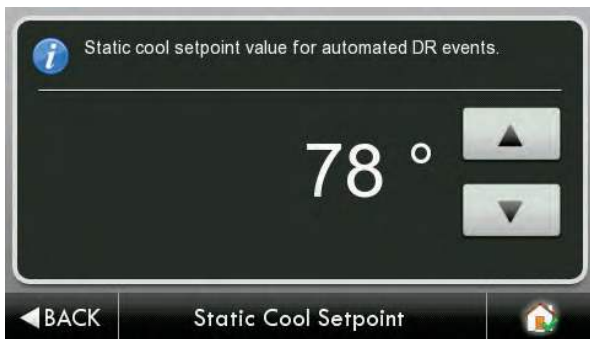 i
Static cool setpoint value for automated DR events.
78 °
BACK
Static Cool Setpoint